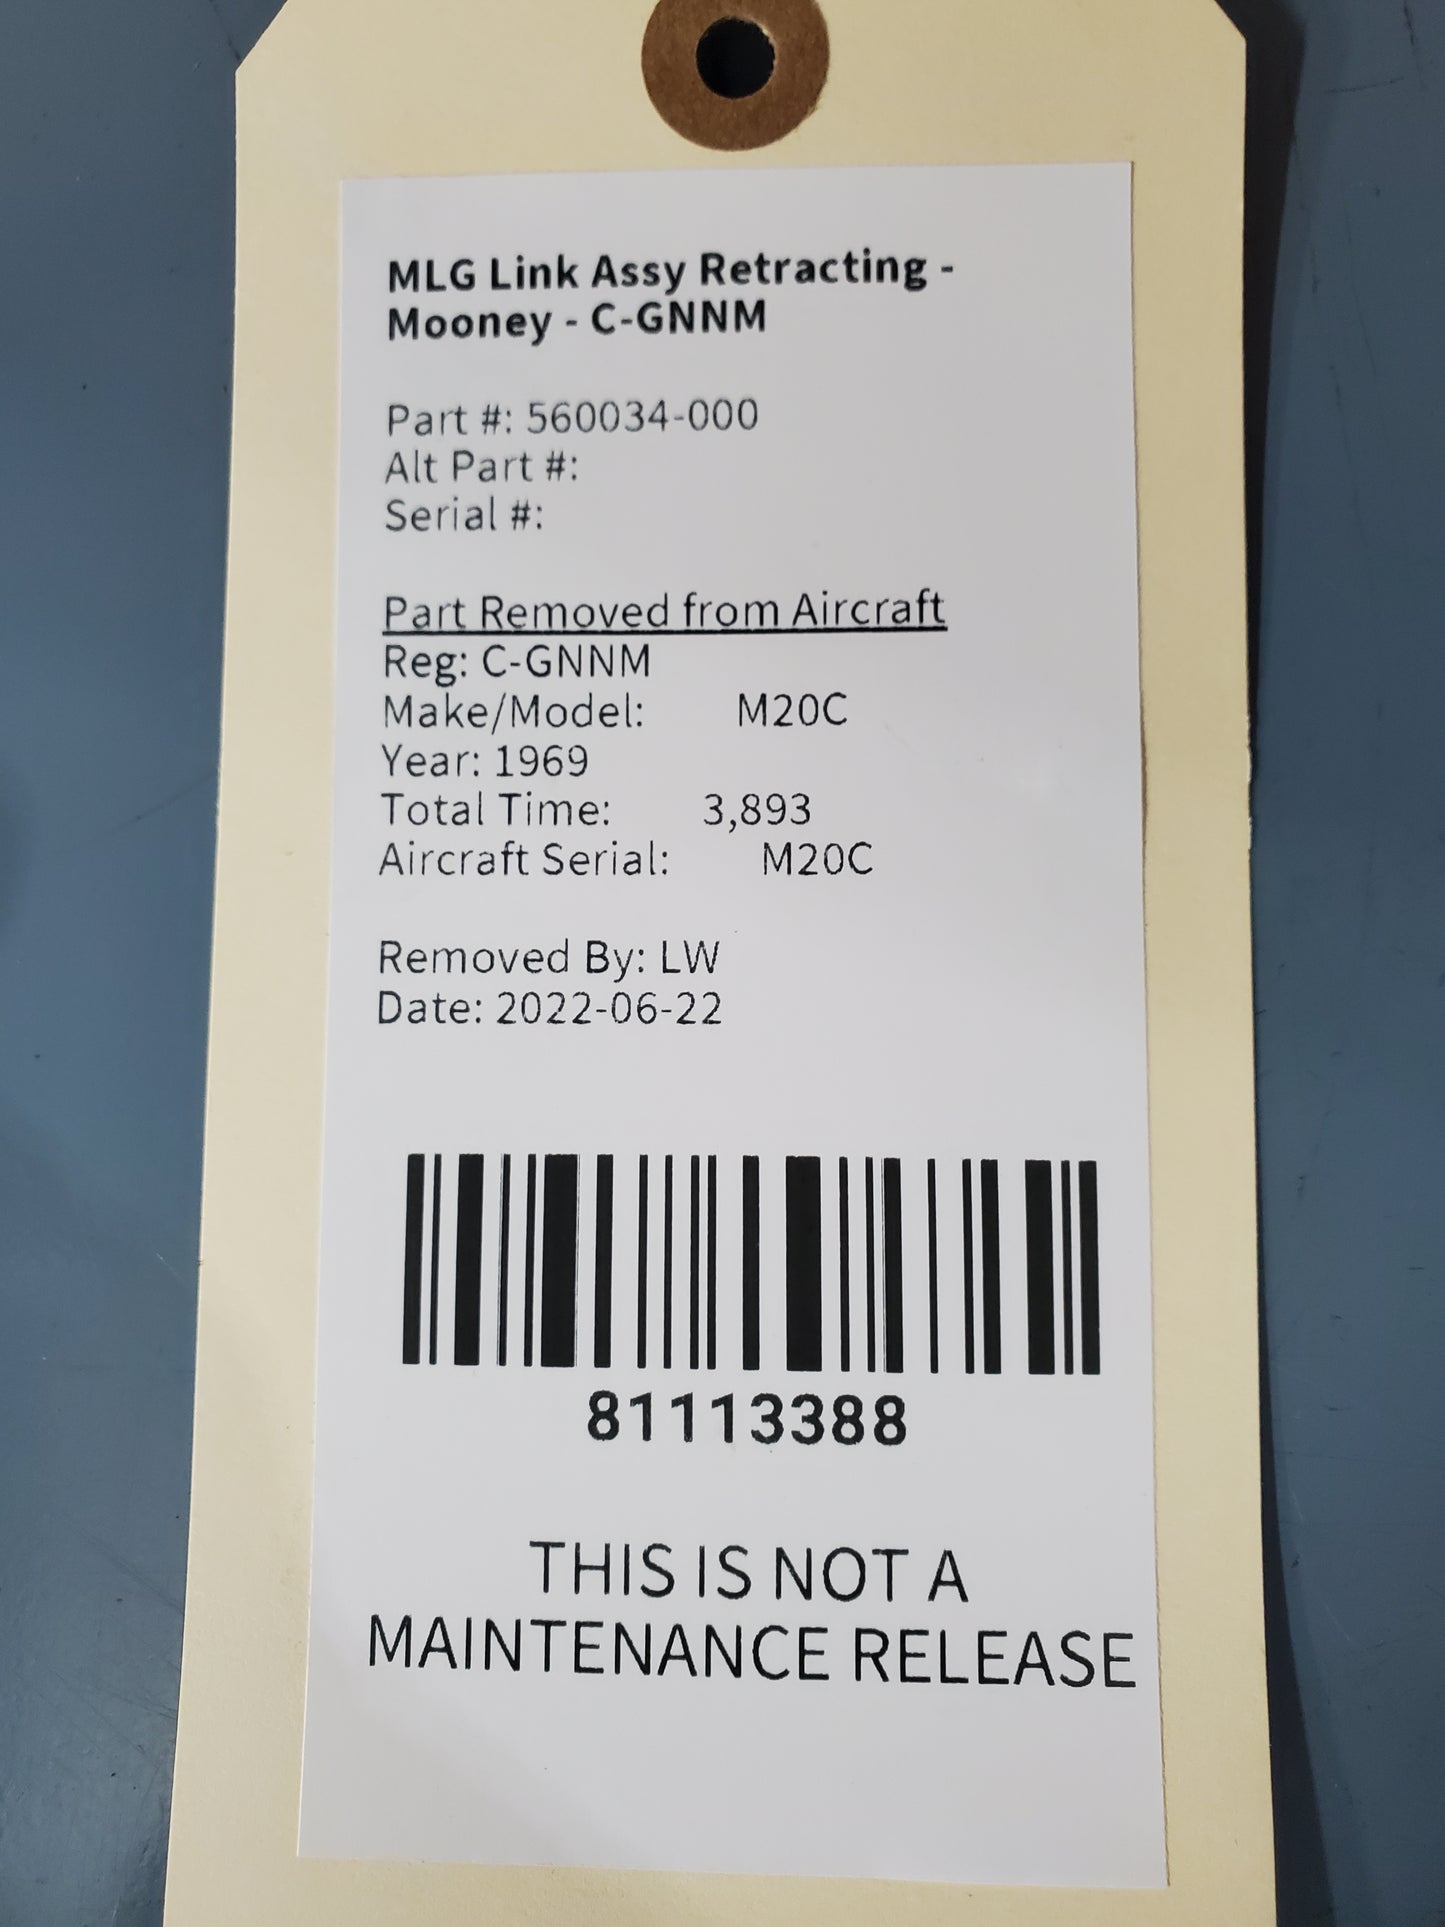 MLG Link Assy Retracting -
Mooney - C-GNNM
Part #: 560034-000
Alt Part #:
Serial #:
Part Removed from Aircraft
Reg: C-GNNM
Make/Model: M20C
Year: 1969
Total Time: 3,893
Aircraft Serial: M20C
Removed By: LW
Date: 2022-06-22
81113388
THIS IS NOT A
MAINTENANCE RELEASE